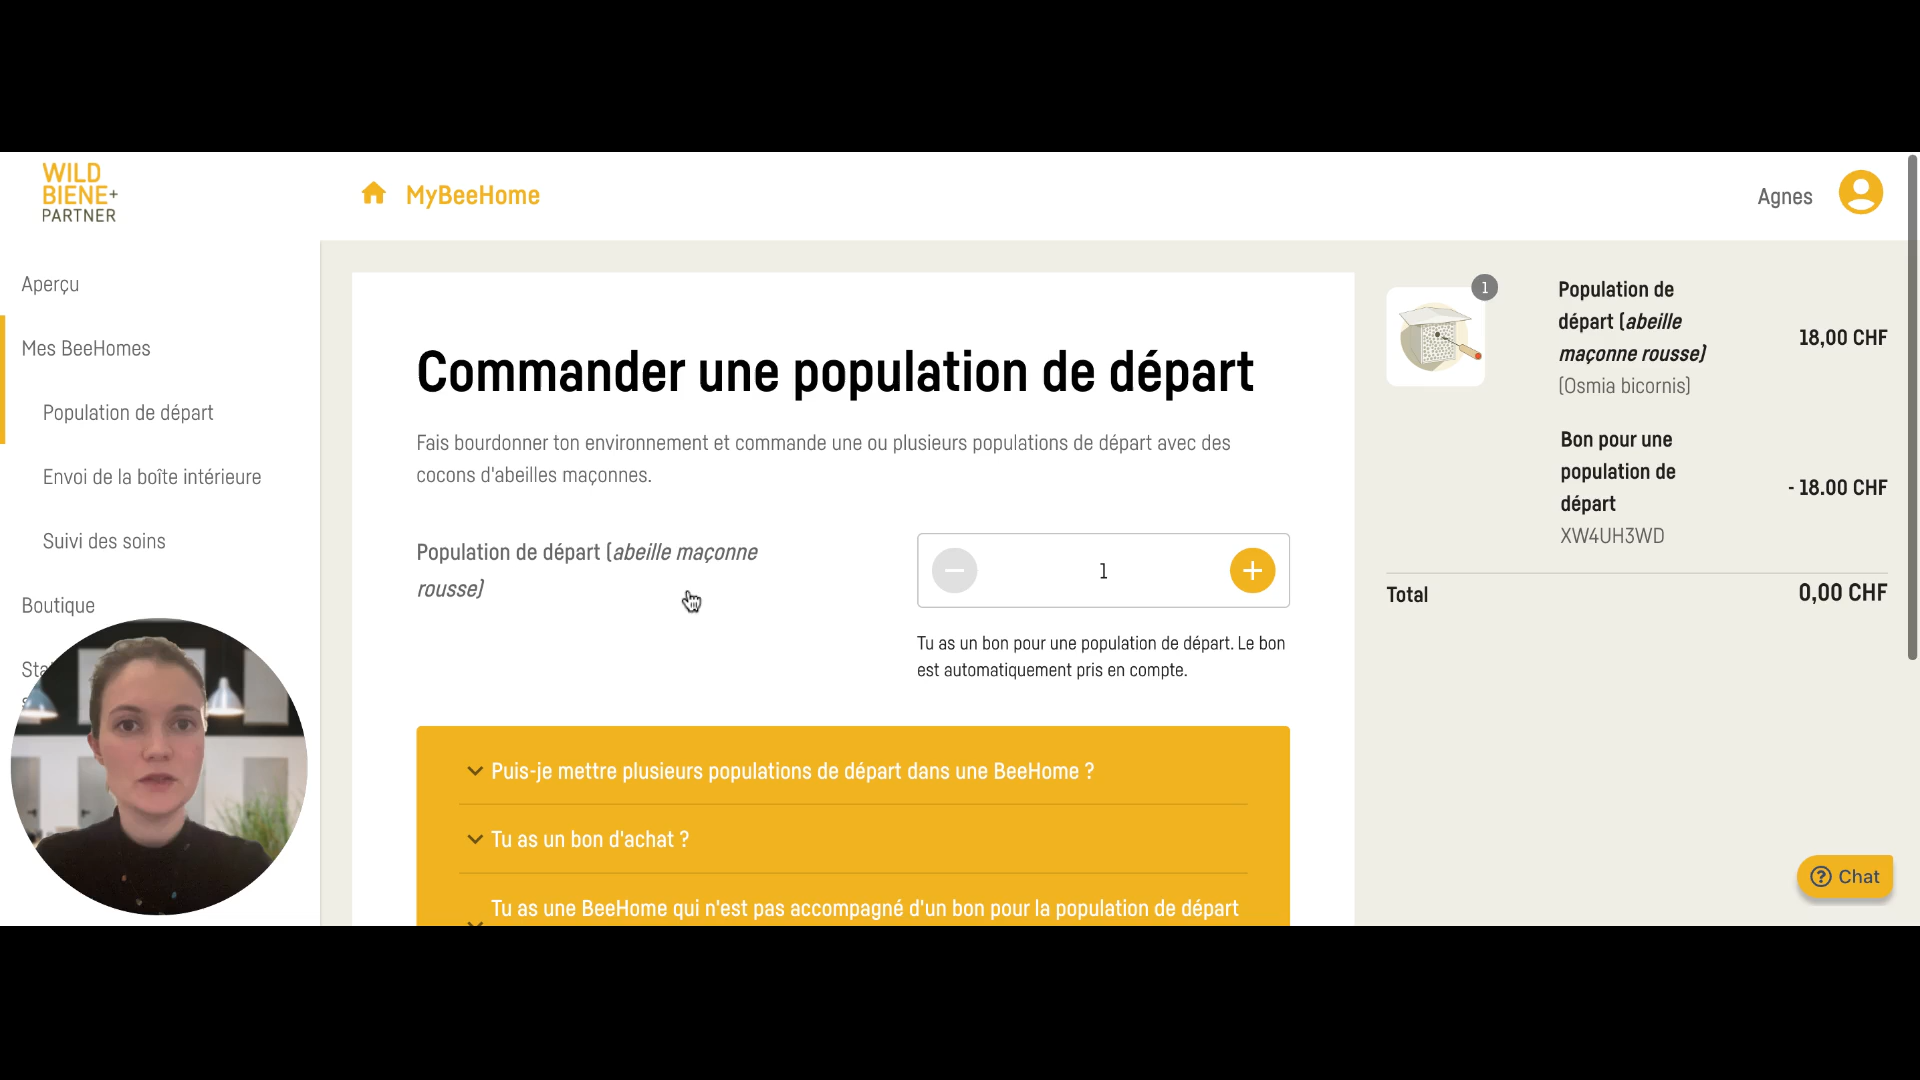 WILD
BIENE+
PARTNER
MyBeeHome
Agnes
Aperçu
Mes BeeHomes
Population de départ
Envoi de la boîte intérieure
Suivi des soins
Boutique
Commander une population de départ
Fais bourdonner ton environnement et commande une ou plusieurs populations de départ avec des
cocons d'abeilles maçonnes.
Population de départ (abeille maçonne
rousse)
1
Tu as un bon pour une population de départ. Le bon
est automatiquement pris en compte.
Puis-je mettre plusieurs populations de départ dans une BeeHome ?
Tu as un bon d'achat ?
Tu as une BeeHome qui n'est pas accompagné d'un bon pour la population de départ
1
Population de
départ (abeille
maçonne rousse)
(Osmia bicornis)
18,00 CHF
Bon pour une
population de
départ
XW4UH3WD
- 18.00 CHF
Total
0,00 CHF
Chat